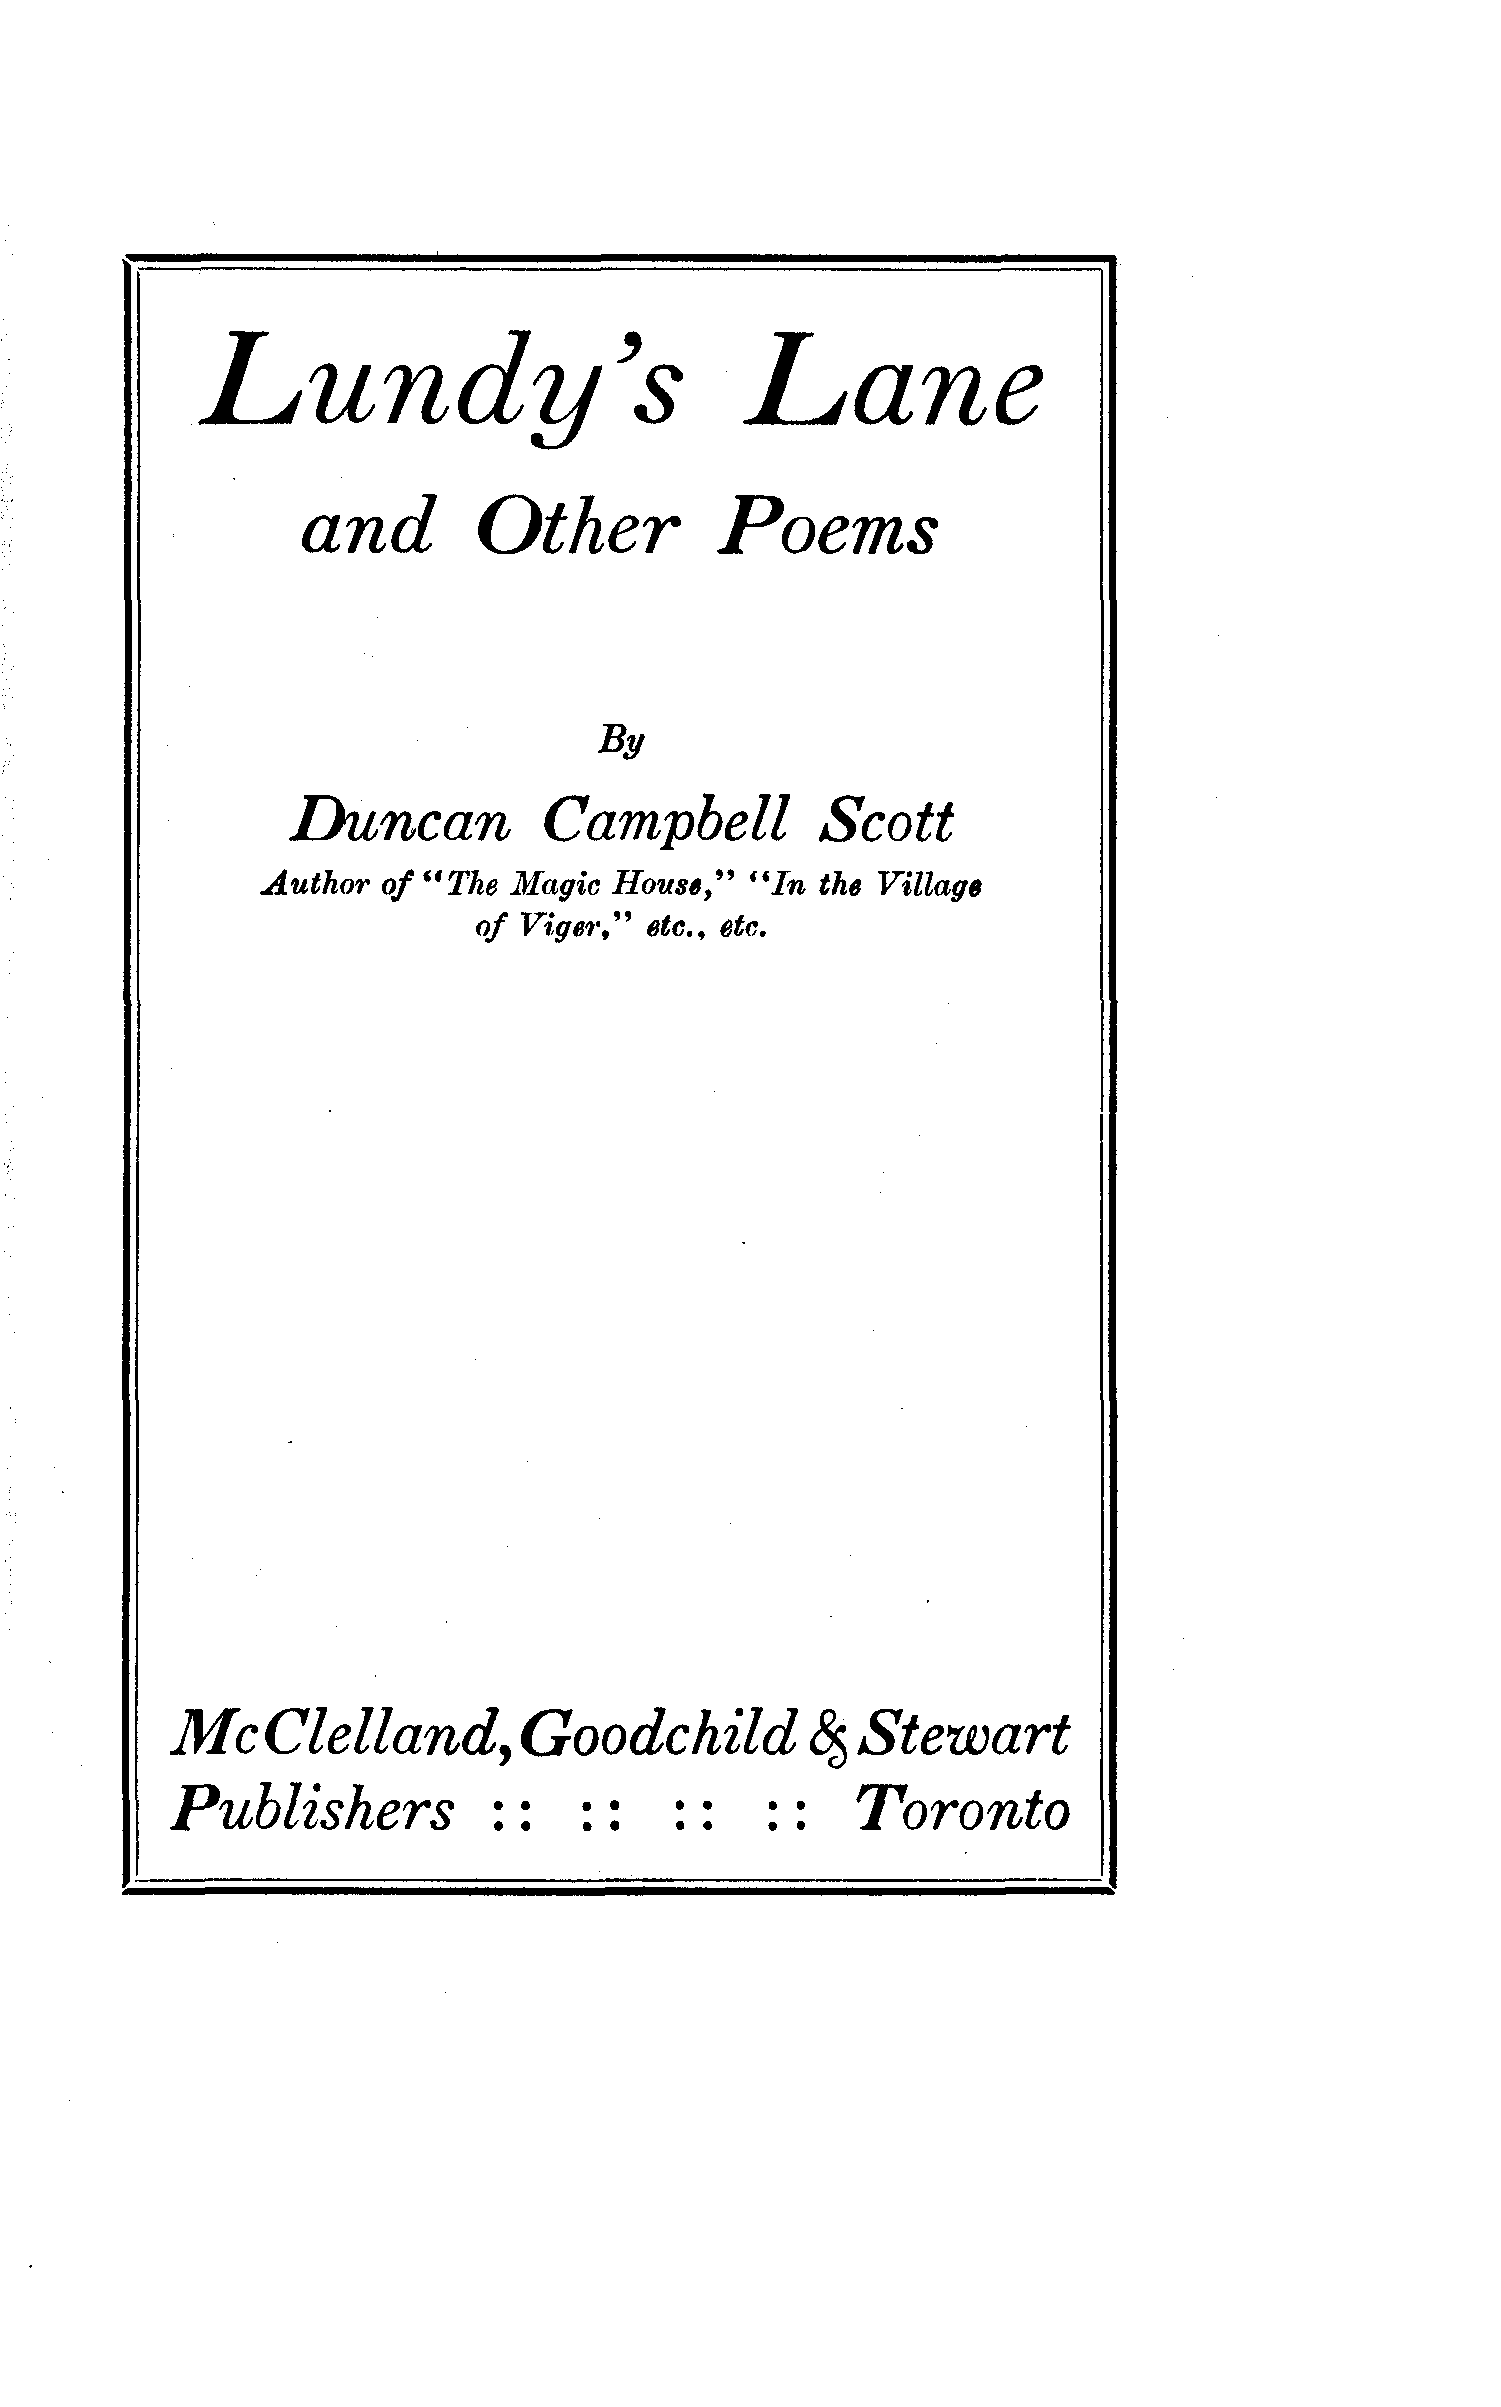 Lundy's Lane
and Other Poems
By
Duncan Campbell Scott
Author of "The Magic House," "In the Village
of Viger," etc., etc.
McClelland, Goodchild & Stewart
Publishers :: :: :: :: Toronto